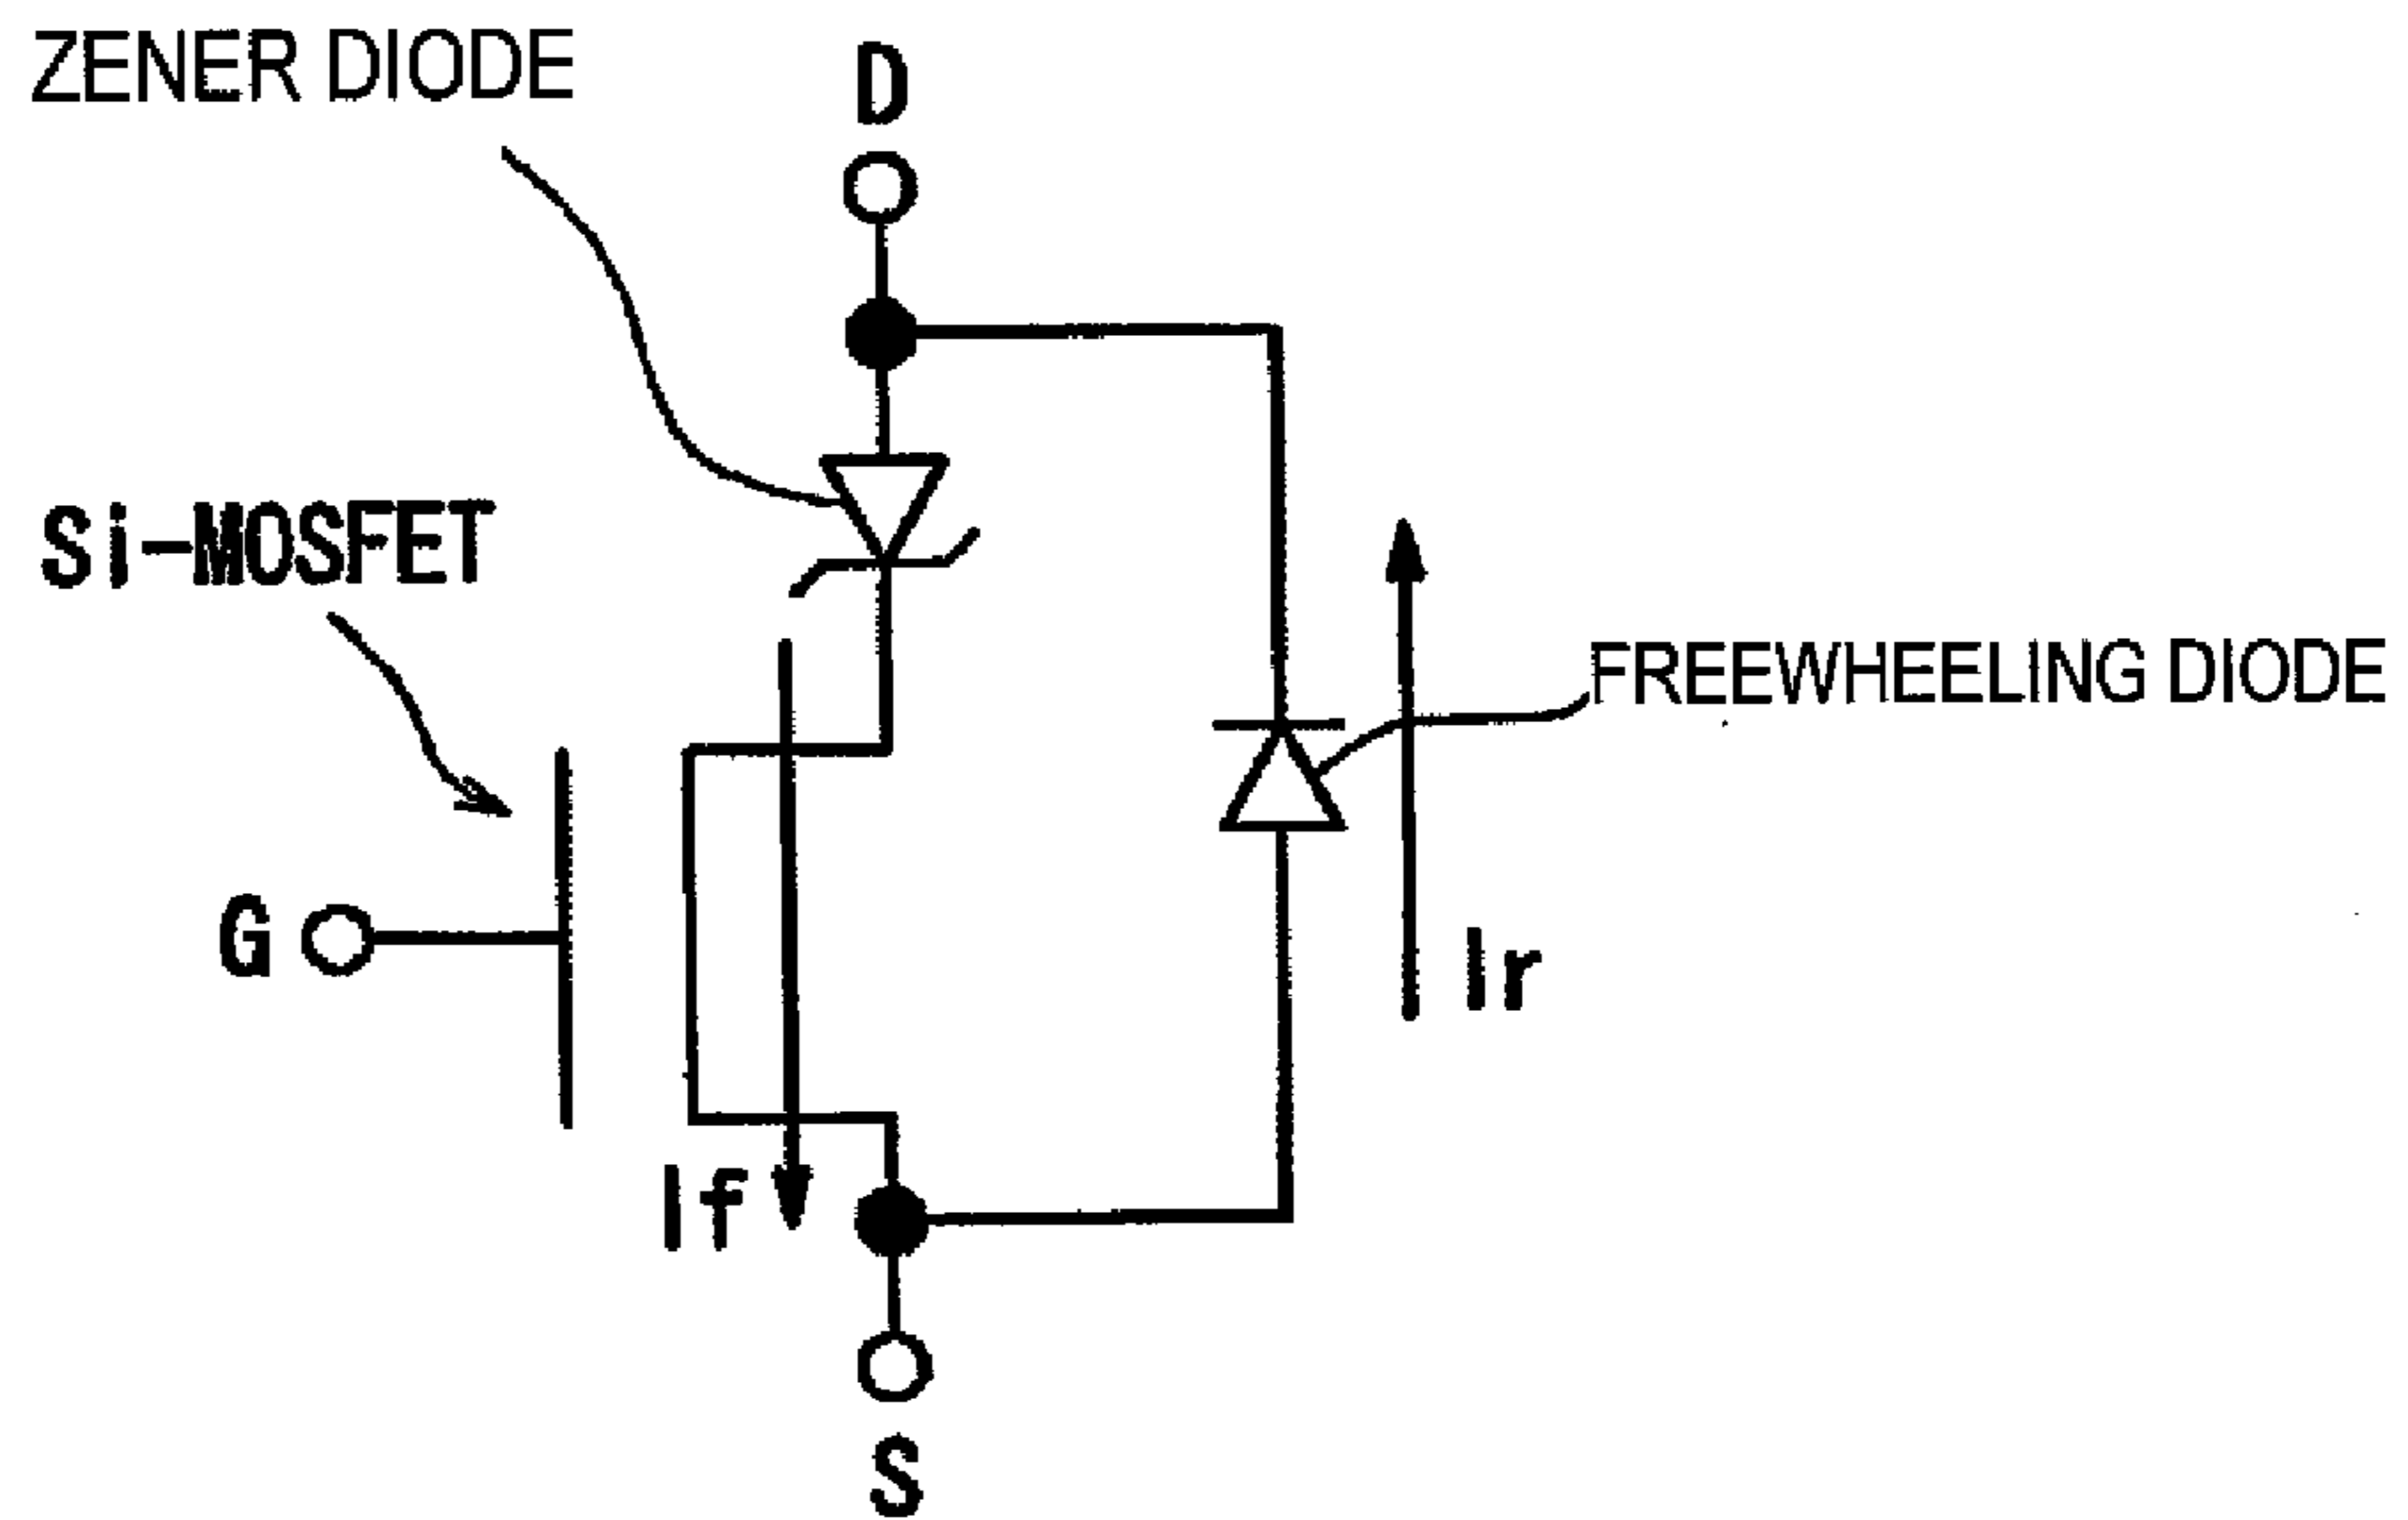 ZENER DIODE
D
Si-MOSFET
FREEWHEELING DIODE
G
Ir
If
S